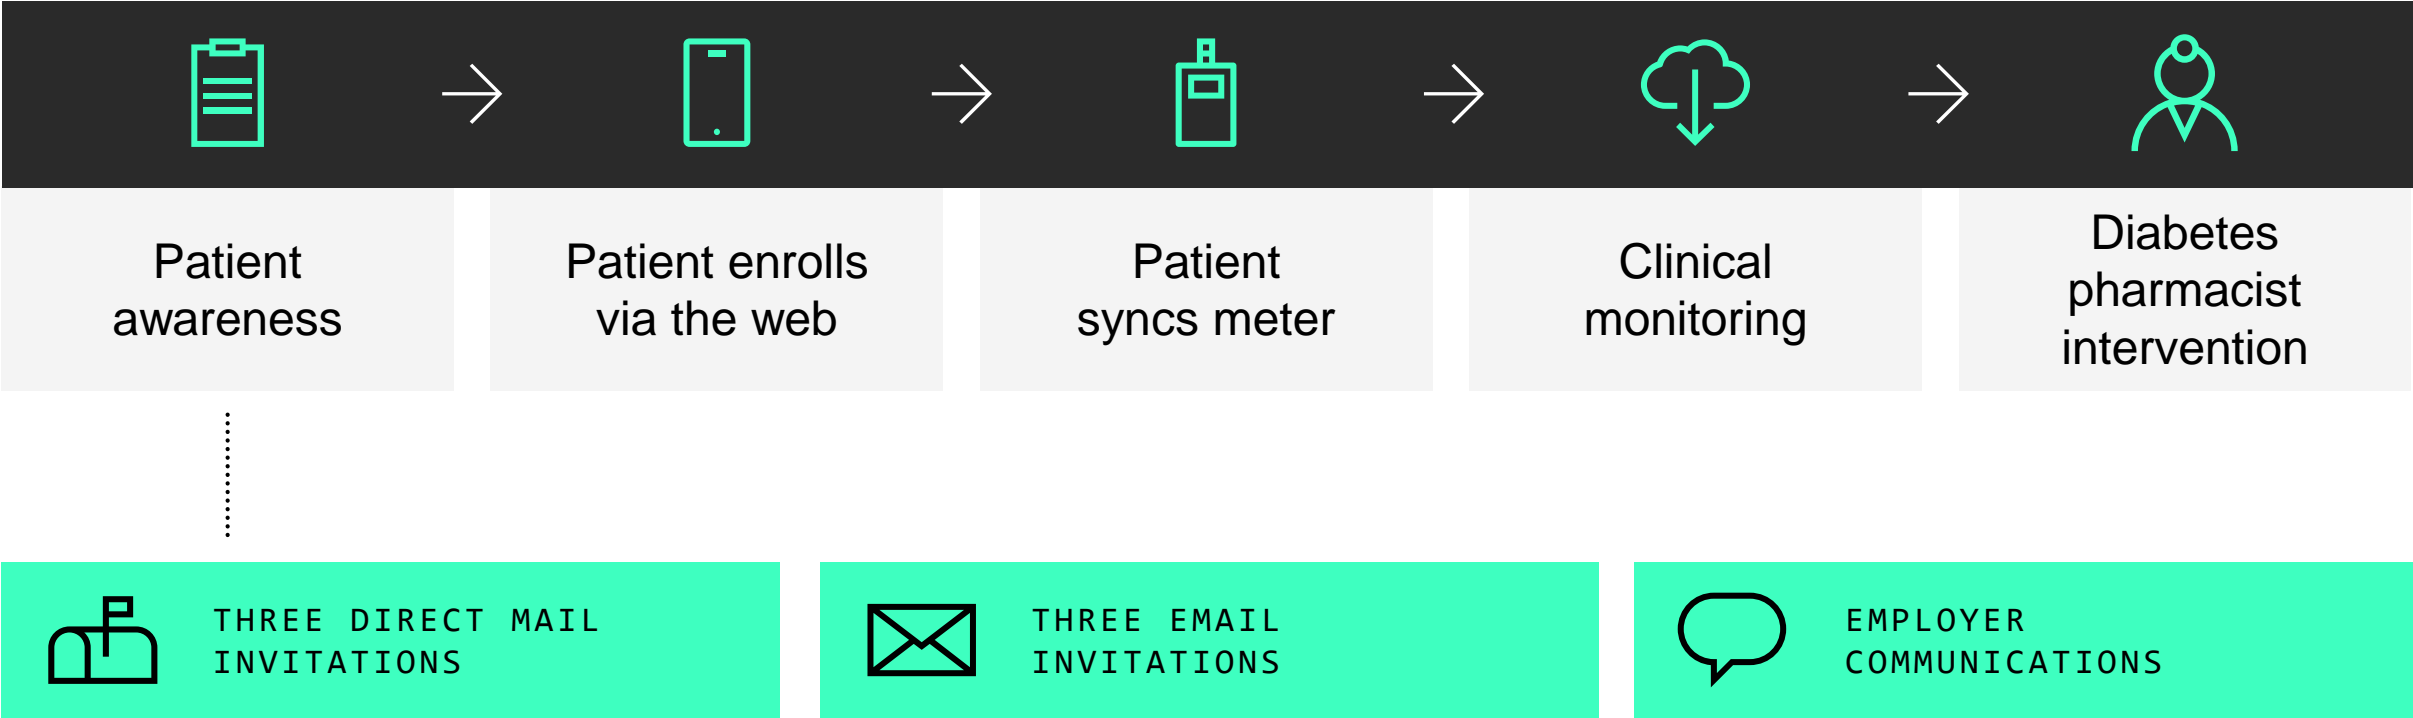 Patient
awareness
Patient enrolls
via the web
Patient
syncs meter
Clinical
monitoring
Diabetes
pharmacist
intervention
THREE DIRECT MAIL
INVITATIONS
THREE EMAIL
INVITATIONS
EMPLOYER
COMMUNICATIONS